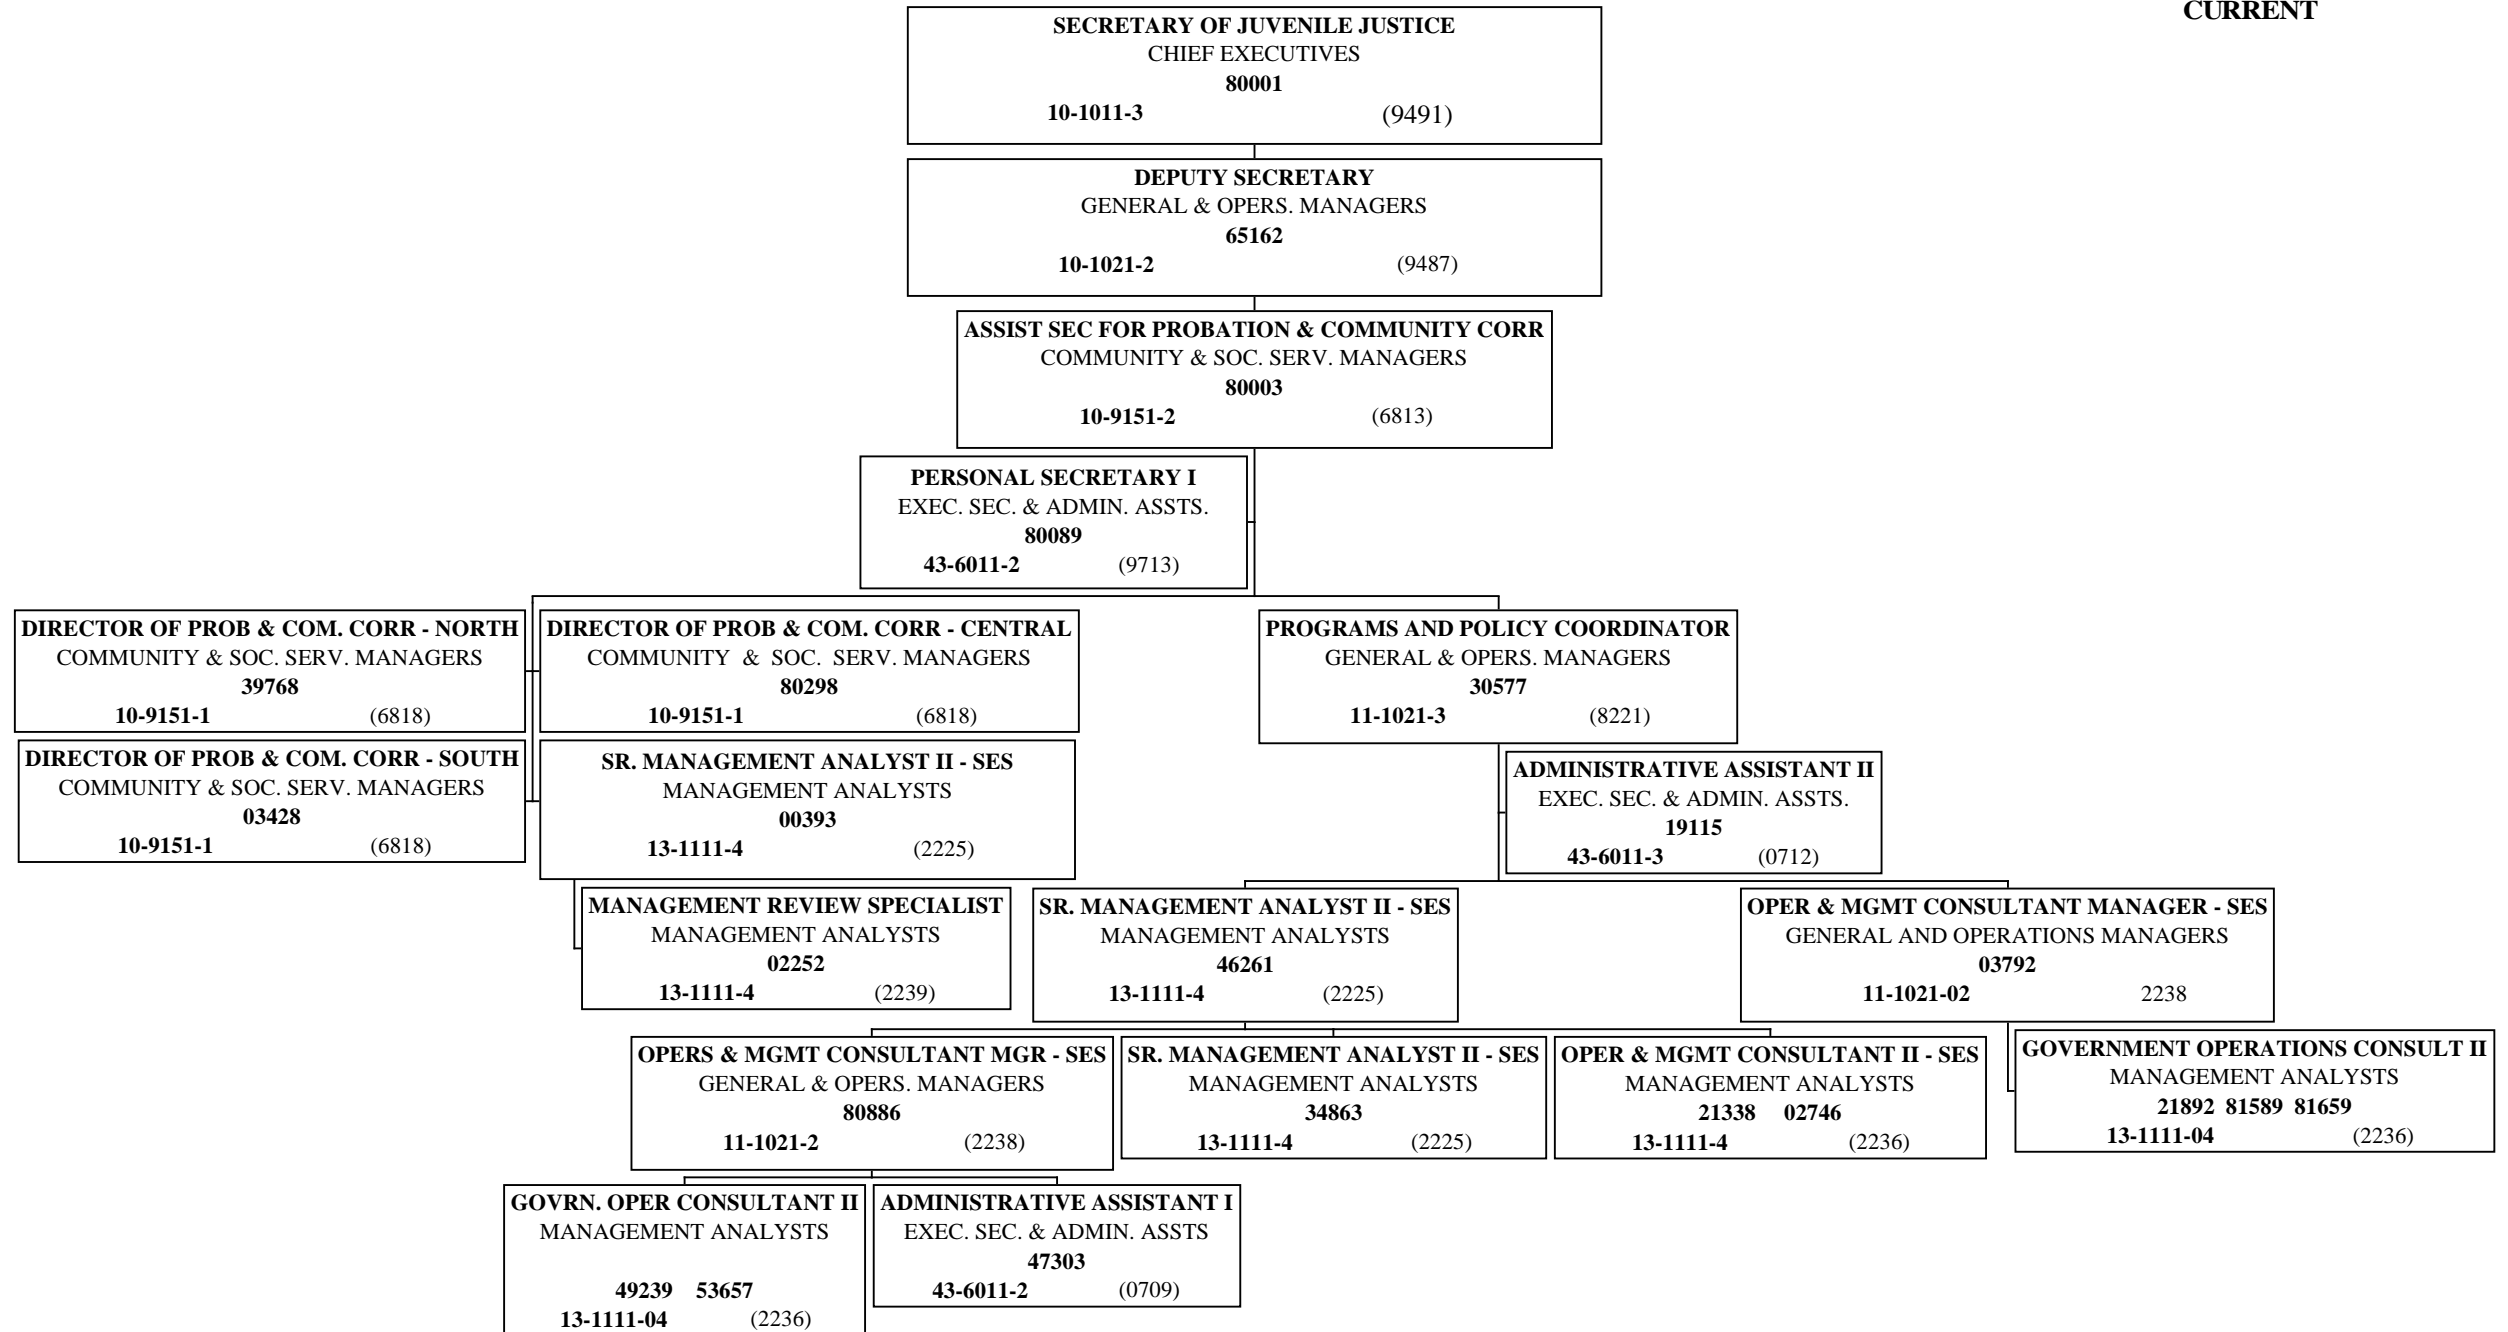 CURRENT
SECRETARY OF JUVENILE JUSTICE
CHIEF EXECUTIVES
80001
10-1011-3 (9491)
DEPUTY SECRETARY
GENERAL & OPERS. MANAGERS
65162
10-1021-2 (9487)
ASSIST SEC FOR PROBATION & COMMUNITY CORR
COMMUNITY & SOC. SERV. MANAGERS
80003
10-9151-2 (6813)
PERSONAL SECRETARY I
EXEC. SEC. & ADMIN. ASSTS.
80089
43-6011-2 (9713)
DIRECTOR OF PROB & COM. CORR - NORTH
COMMUNITY & SOC. SERV. MANAGERS
39768
10-9151-1 (6818)
DIRECTOR OF PROB & COM. CORR - CENTRAL
COMMUNITY & SOC. SERV. MANAGERS
80298
10-9151-1 (6818)
PROGRAMS AND POLICY COORDINATOR
GENERAL & OPERS. MANAGERS
30577
11-1021-3 (8221)
DIRECTOR OF PROB & COM. CORR - SOUTH
COMMUNITY & SOC. SERV. MANAGERS
03428
10-9151-1 (6818)
SR. MANAGEMENT ANALYST II - SES
MANAGEMENT ANALYSTS
00393
13-1111-4 (2225)
ADMINISTRATIVE ASSISTANT II
EXEC. SEC. & ADMIN. ASSTS.
19115
43-6011-3 (0712)
MANAGEMENT REVIEW SPECIALIST
MANAGEMENT ANALYSTS
02252
13-1111-4 (2239)
SR. MANAGEMENT ANALYST II - SES
MANAGEMENT ANALYSTS
46261
13-1111-4 (2225)
OPER & MGMT CONSULTANT MANAGER - SES
GENERAL AND OPERATIONS MANAGERS
03792
11-1021-02 2238
OPERS & MGMT CONSULTANT MGR - SES
GENERAL & OPERS. MANAGERS
80886
11-1021-2 (2238)
SR. MANAGEMENT ANALYST II - SES
MANAGEMENT ANALYSTS
34863
13-1111-4 (2225)
OPER & MGMT CONSULTANT II - SES
MANAGEMENT ANALYSTS
21338 02746
13-1111-4 (2236)
GOVERNMENT OPERATIONS CONSULT II
MANAGEMENT ANALYSTS
21892 81589 81659
13-1111-04 (2236)
GOVRN. OPER CONSULTANT II
MANAGEMENT ANALYSTS
49239 53657
13-1111-04 (2236)
ADMINISTRATIVE ASSISTANT I
EXEC. SEC. & ADMIN. ASSTS
47303
43-6011-2 (0709)